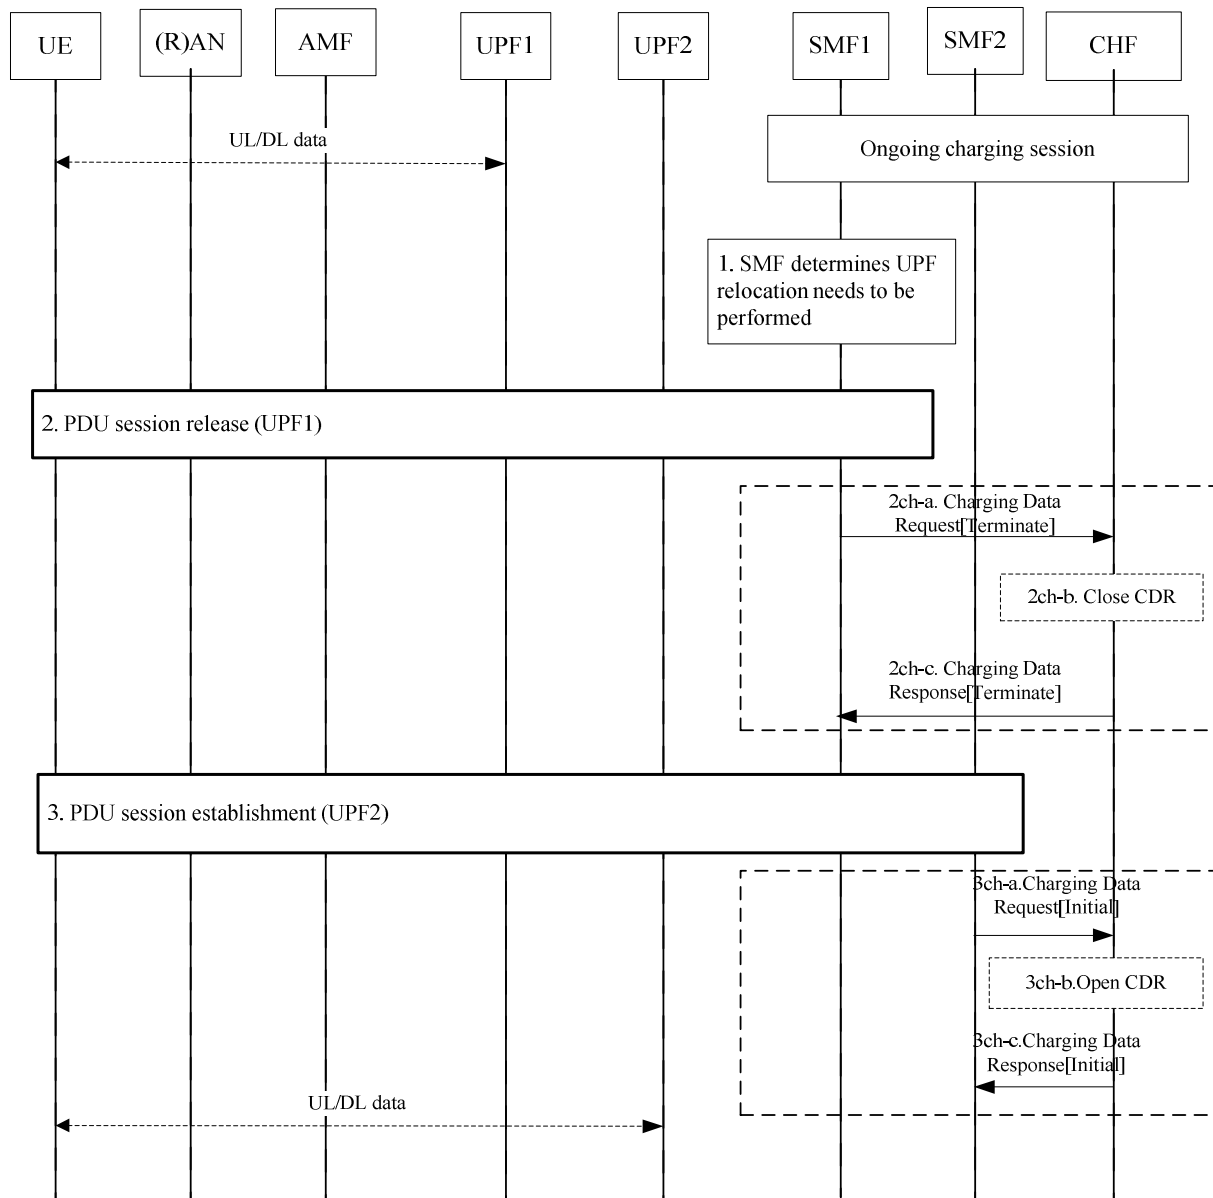 UE
(R)AN
AMF
UPF1
UPF2
SMF1
SMF2
CHF
UL/DL data
Ongoing charging session
1. SMF determines UPF
relocation needs to be
performed
2. PDU session release (UPF1)
2ch-a. Charging Data
Request[Terminate]
2ch-b. Close CDR
2ch-c. Charging Data
Response[Terminate]
3. PDU session establishment (UPF2)
3ch-a.Charging Data
Request[Initial]
3ch-b.Open CDR
3ch-c.Charging Data
Response[Initial]
UL/DL data